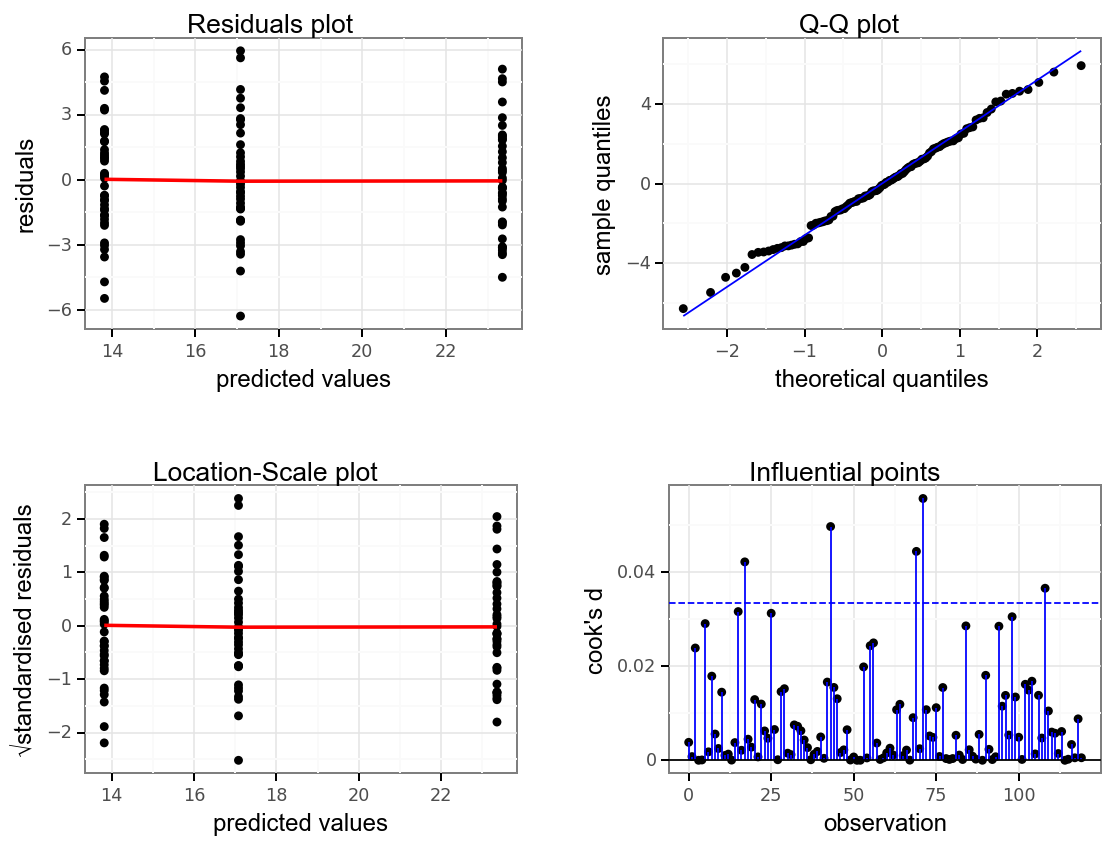 Residuals plot
residuals
6
3
0
−3
−6
14 16 18 20 22
predicted values
Q-Q plot
sample quantiles
4
0
−4
−2 −1 0 1 2
theoretical quantiles
Location-Scale plot
√standardised residuals
2
1
0
−1
−2
14 16 18 20 22
predicted values
Influential points
cook's d
0.04
0.02
0
0 25 50 75 100
observation